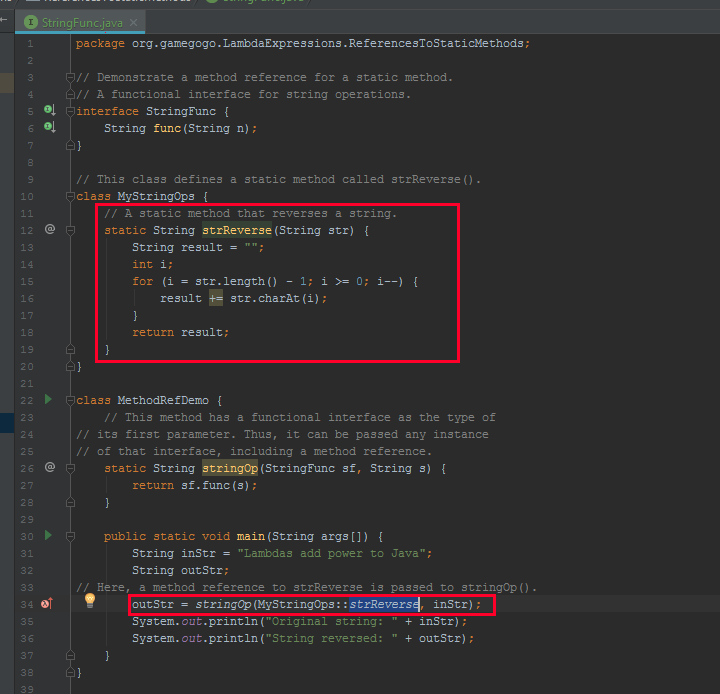 StringFunc.java
1 package org.gamegogo.LambdaExpressions.ReferencesToStaticMethods;
2
3 // Demonstrate a method reference for a static method.
4 // A functional interface for string operations.
5 interface StringFunc {
6 String func(String n);
7 }
8
9 // This class defines a static method called strReverse().
10 class MyStringOps {
11 // A static method that reverses a string.
12 @ static String strReverse(String str) {
13 String result = "";
14 int i;
15 for (i = str.length() - 1; i >= 0; i--) {
16 result += str.charAt(i);
17 }
18 return result;
19 }
20 }
21
22 class MethodRefDemo {
23 // This method has a functional interface as the type of
24 // its first parameter. Thus, it can be passed any instance
25 // of that interface, including a method reference.
26 @ static String stringOp(StringFunc sf, String s) {
27 return sf.func(s);
28 }
29
30 public static void main(String args[]) {
31 String inStr = "Lambdas add power to Java";
32 String outStr;
33 // Here, a method reference to strReverse is passed to stringOp().
34 outStr = stringOp(MyStringOps::strReverse, inStr);
35 System.out.println("Original string: " + inStr);
36 System.out.println("String reversed: " + outStr);
37 }
38 }
39